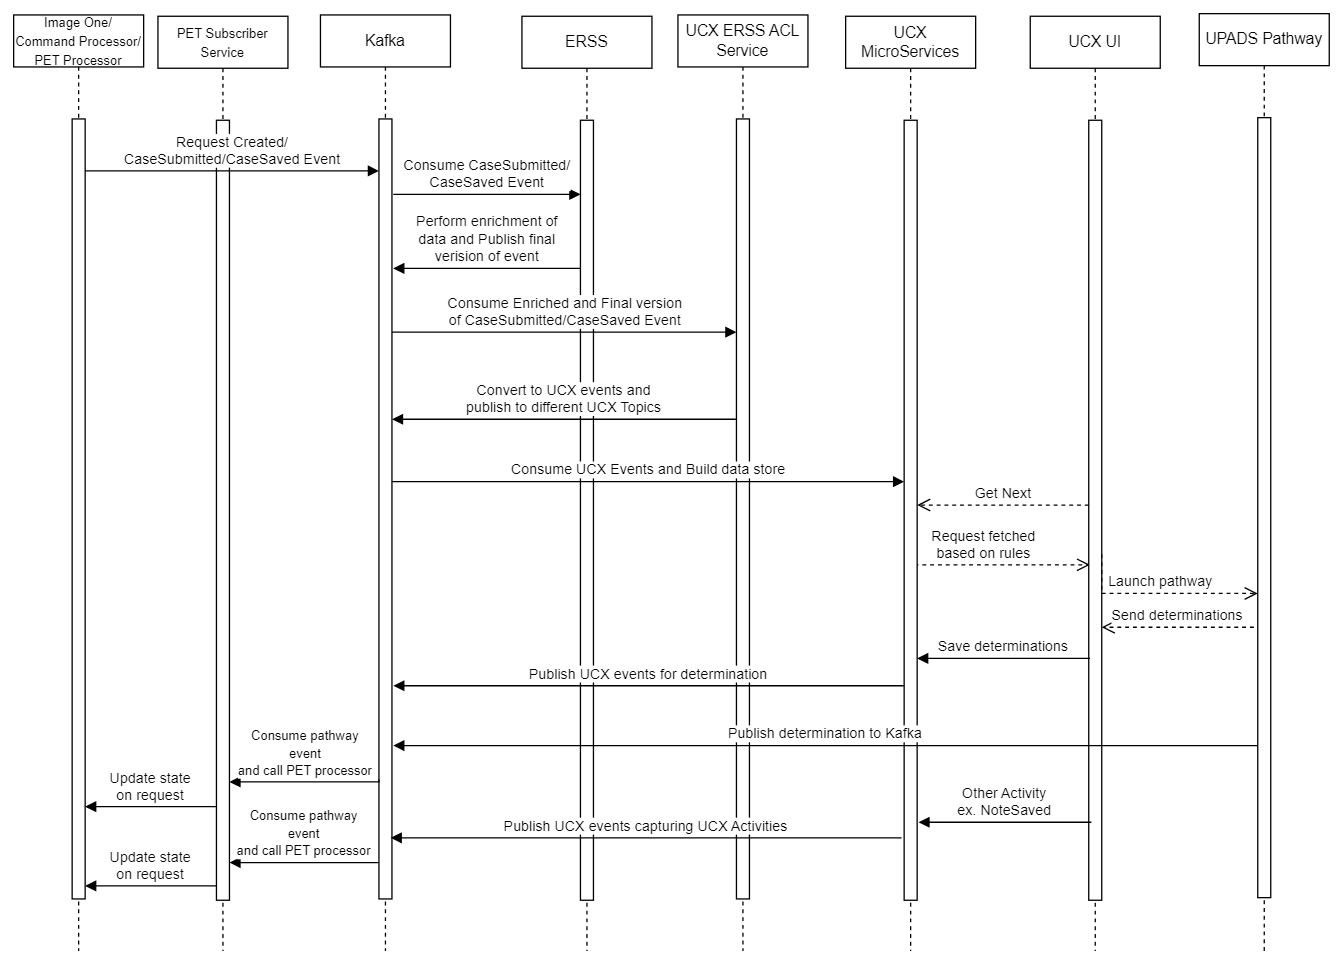 Image One/
Command Processor/
PET Processor
PET Subscriber
Service
Kafka
ERSS
UCX ERSS ACL
Service
UCX
MicroServices
UCX UI
UPADS Pathway
Request Created/
CaseSubmitted/CaseSaved Event
Consume CaseSubmitted/
CaseSaved Event
Perform enrichment of
data and Publish final
verision of event
Consume Enriched and Final version
of CaseSubmitted/CaseSaved Event
Convert to UCX events and
publish to different UCX Topics
Consume UCX Events and Build data store
Get Next
Request fetched
based on rules
Launch pathway
Send determinations
Save determinations
Publish UCX events for determination
Publish determination to Kafka
Consume pathway
event
and call PET processor
Update state
on request
Other Activity
ex. NoteSaved
Publish UCX events capturing UCX Activities
Consume pathway
event
and call PET processor
Update state
on request